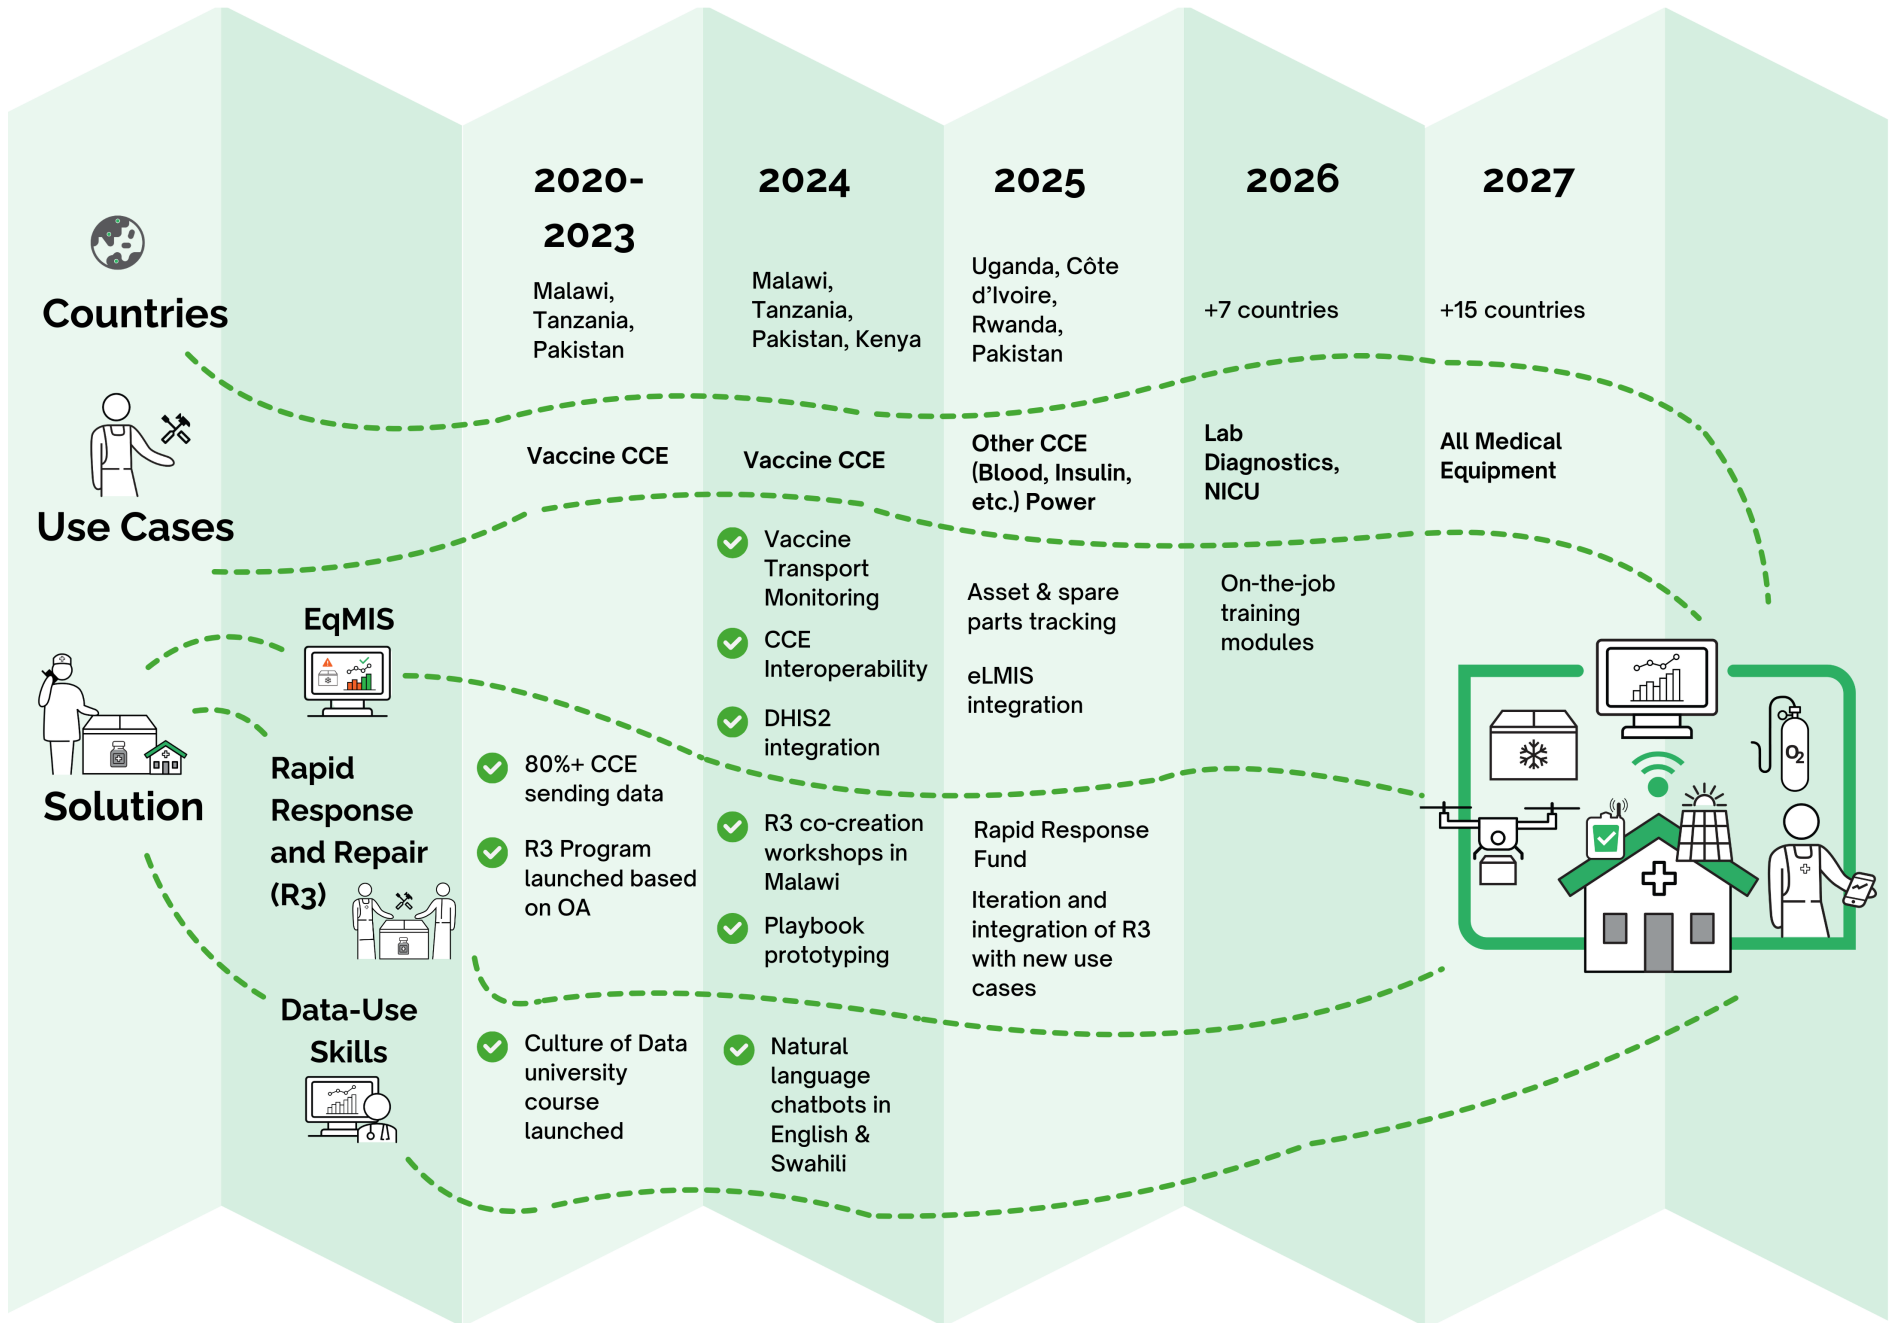 2020-
2023
2024
2025
2026
2027
Countries
Malawi,
Tanzania,
Pakistan
Malawi,
Tanzania,
Pakistan, Kenya
Uganda, Côte
d’Ivoire,
Rwanda,
Pakistan
+7 countries
+15 countries
Use Cases
Vaccine CCE
Vaccine CCE
Other CCE
(Blood, Insulin,
etc.) Power
Lab
Diagnostics,
NICU
All Medical
Equipment
Solution
EqMIS
Vaccine
Transport
Monitoring
CCE
Interoperability
DHIS2
integration
Asset & spare
parts tracking
eLMIS
integration
On-the-job
training
modules
Rapid
Response
and Repair
(R3)
80%+ CCE
sending data
R3 Program
launched based
on OA
R3 co-creation
workshops in
Malawi
Playbook
prototyping
Rapid Response
Fund
Iteration and
integration of R3
with new use
cases
Data-Use
Skills
Culture of Data
university
course
launched
Natural
language
chatbots in
English &
Swahili
O2